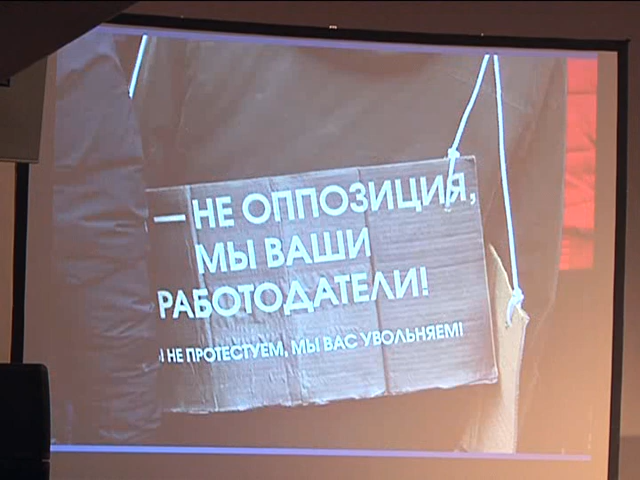 — НЕ ОППОЗИЦИЯ,
МЫ ВАШИ
РАБОТОДАТЕЛИ!
НЕ ПРОТЕСТУЕМ, МЫ ВАС УВОЛЬНЯЕМ!